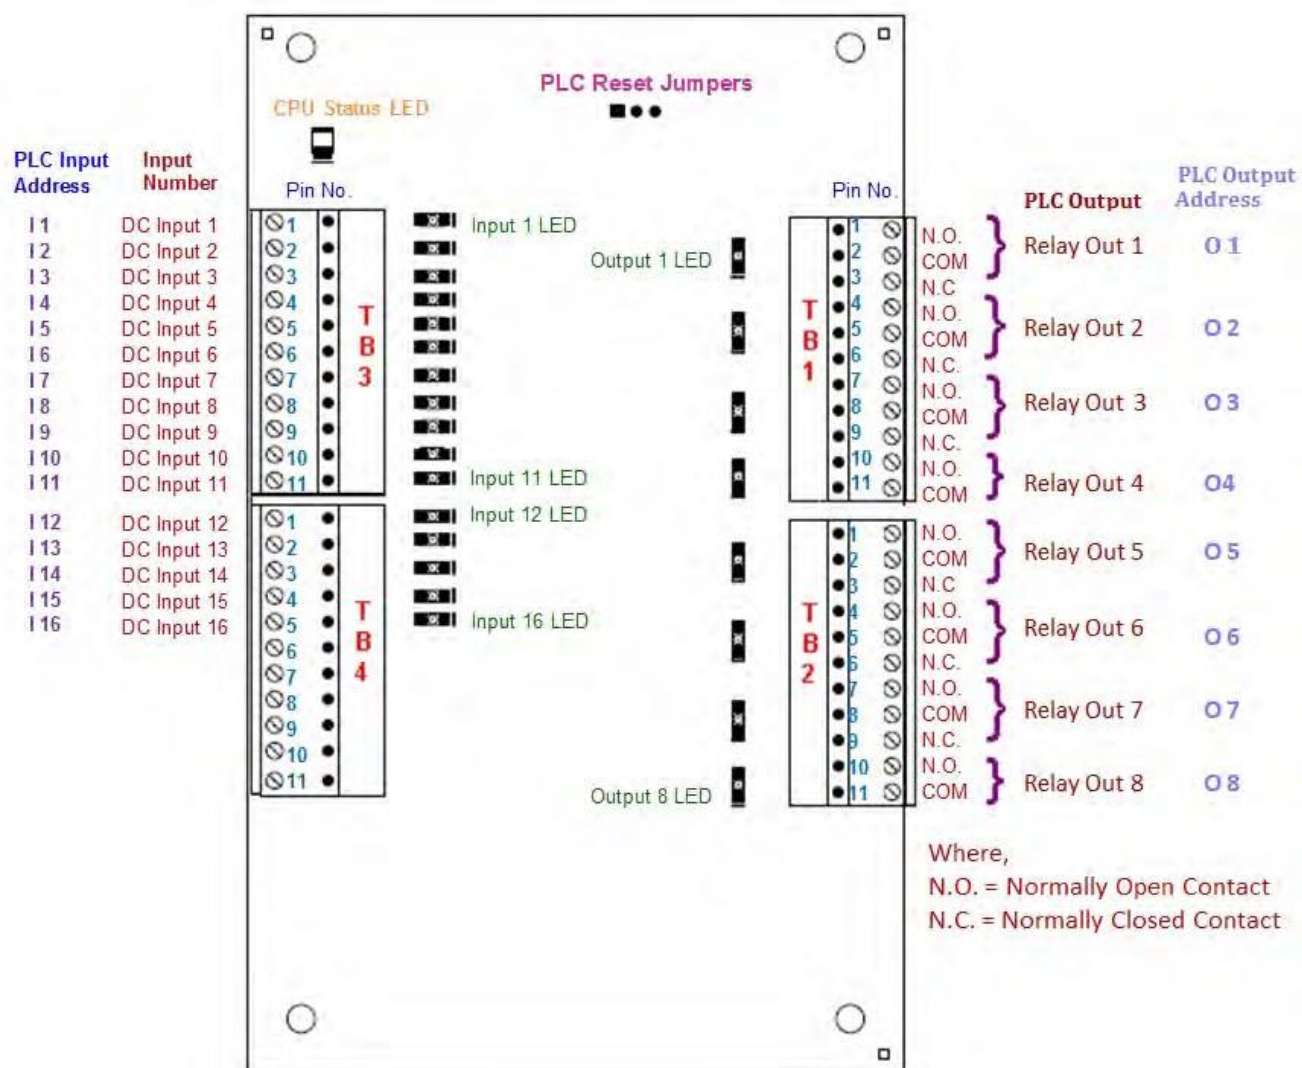 PLC Reset Jumpers
CPU Status LED
PLC Input Address
Input Number
Pin No.
I 1 DC Input 1 1 Input 1 LED
I 2 DC Input 2 2
I 3 DC Input 3 3
I 4 DC Input 4 4
I 5 DC Input 5 5
I 6 DC Input 6 6
I 7 DC Input 7 7
I 8 DC Input 8 8
I 9 DC Input 9 9
I 10 DC Input 10 10
I 11 DC Input 11 11 Input 11 LED
TB3
I 12 DC Input 12 1 Input 12 LED
I 13 DC Input 13 2
I 14 DC Input 14 3
I 15 DC Input 15 4
I 16 DC Input 16 5 Input 16 LED
6
7
8
9
10
11
TB4
Output 1 LED
Output 8 LED
Pin No.
PLC Output
PLC Output Address
TB1
1 N.O.
2 COM Relay Out 1 O 1
3 N.C
4 N.O.
5 COM Relay Out 2 O 2
6 N.C.
7 N.O.
8 COM Relay Out 3 O 3
9 N.C.
10 N.O.
11 COM Relay Out 4 O4
TB2
1 N.O.
2 COM Relay Out 5 O 5
3 N.C
4 N.O.
5 COM Relay Out 6 O 6
6 N.C.
7 N.O.
8 COM Relay Out 7 O 7
9 N.C.
10 N.O.
11 COM Relay Out 8 O 8
Where,
N.O. = Normally Open Contact
N.C. = Normally Closed Contact